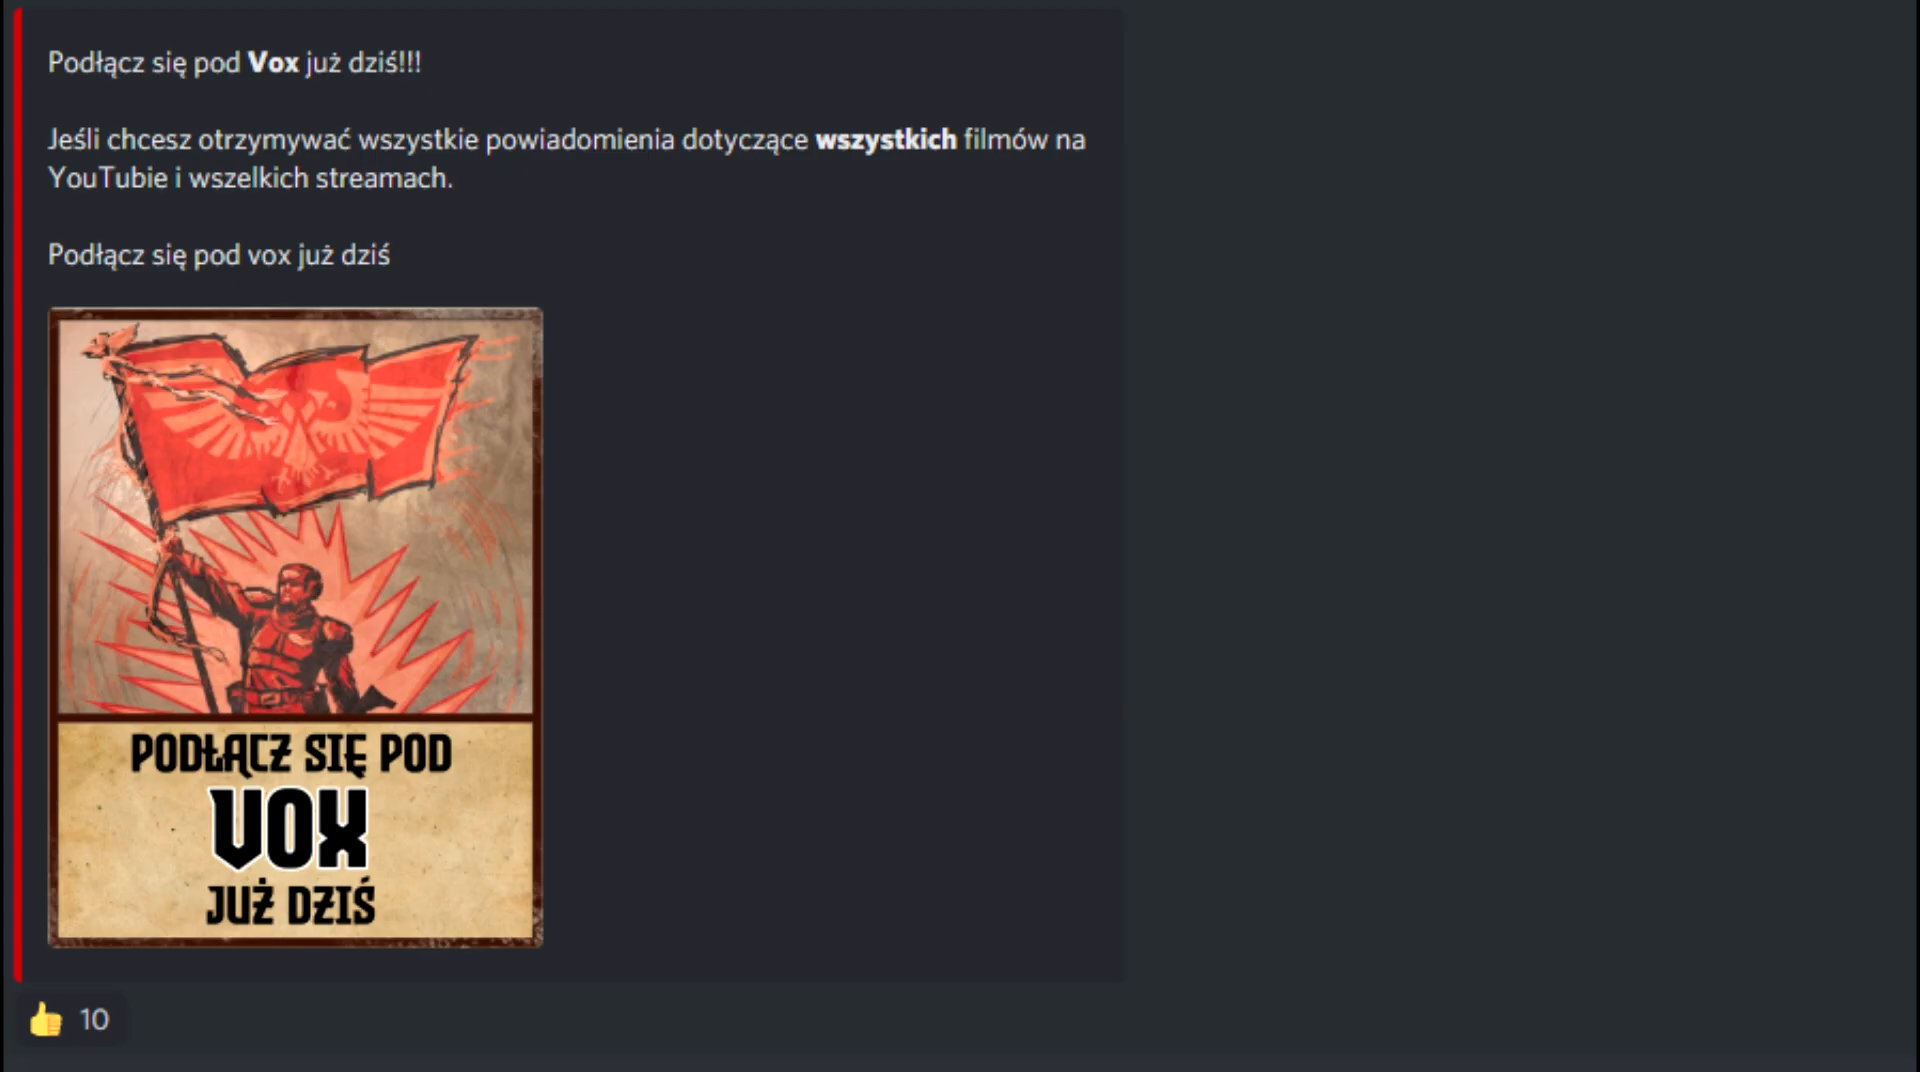 Podłącz się pod Vox już dziś!!!
Jeśli chcesz otrzymywać wszystkie powiadomienia dotyczące wszystkich filmów na
YouTubie i wszelkich streamach.
Podłącz się pod vox już dziś
PODŁĄCZ SIĘ POD
VOX
JUŻ DZIŚ
10